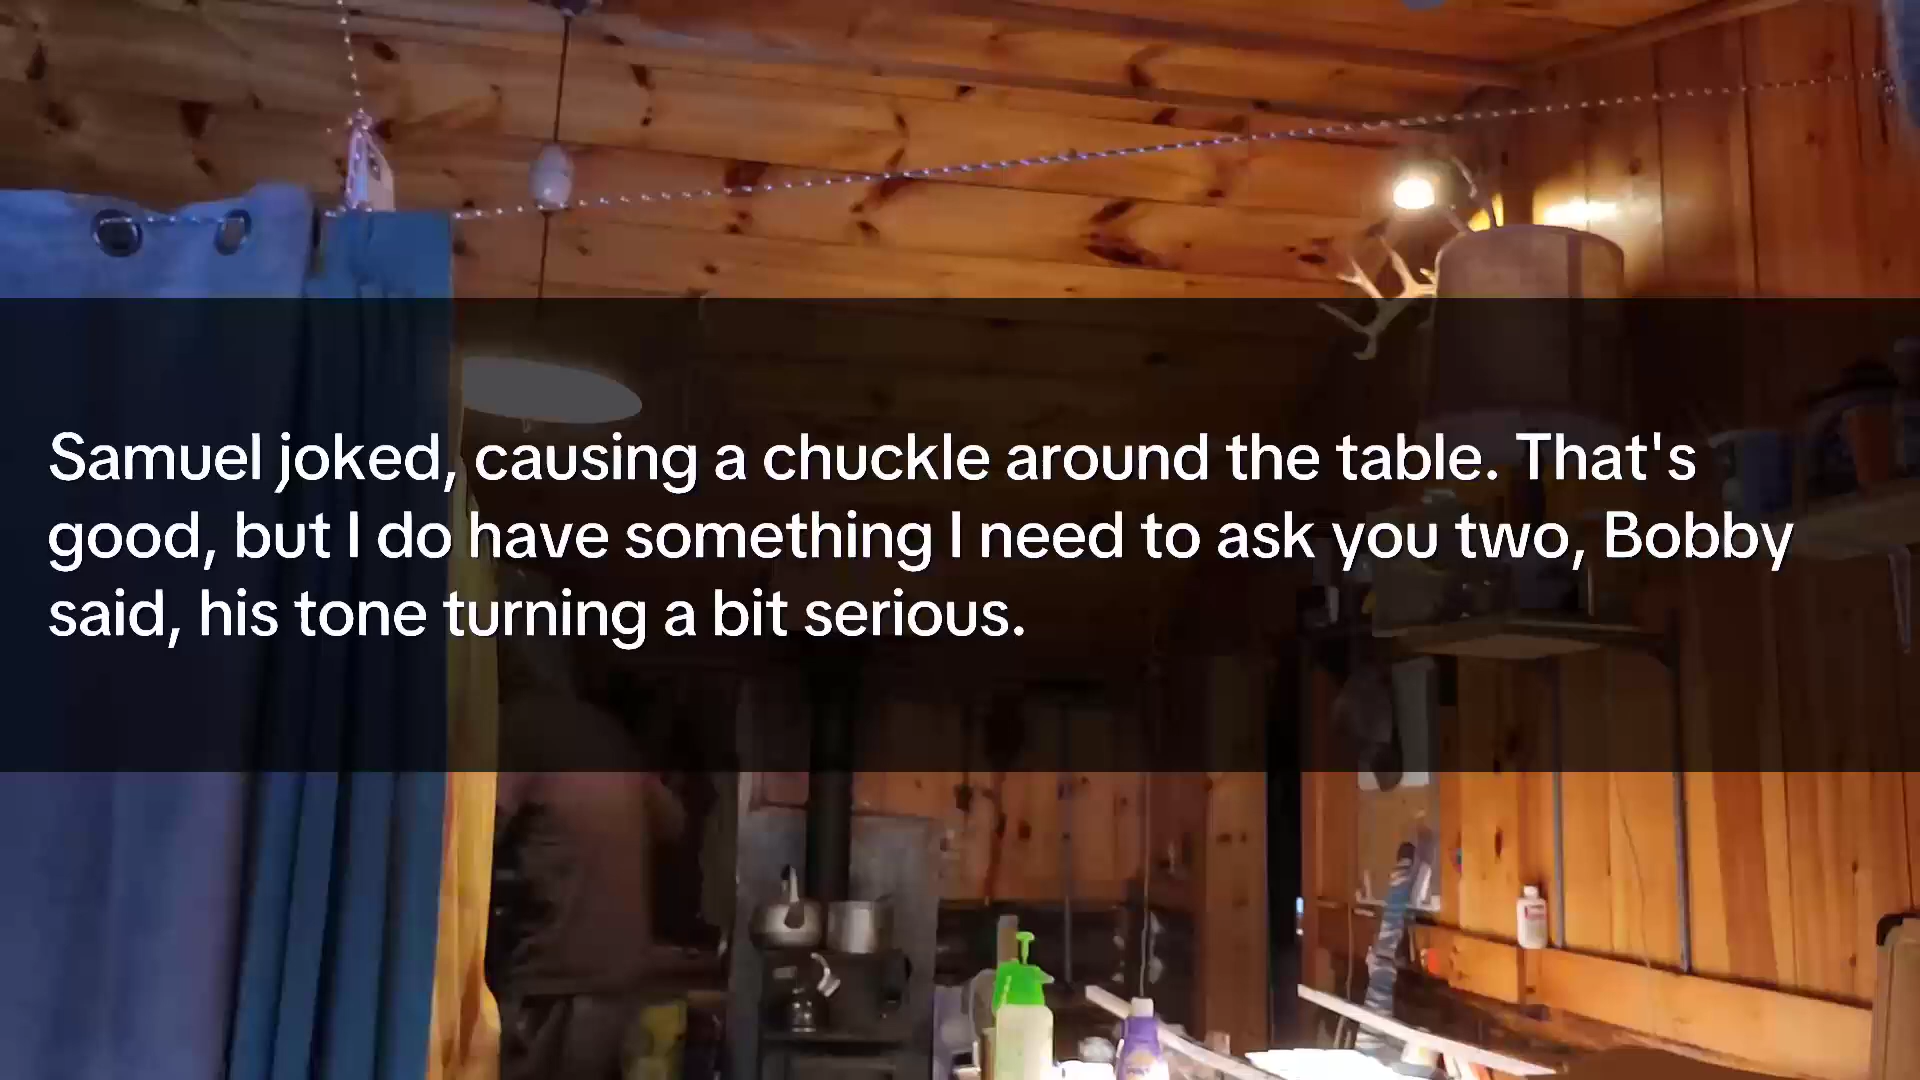 Samuel joked, causing a chuckle around the table. That's
good, but I do have something I need to ask you two, Bobby
said, his tone turning a bit serious.